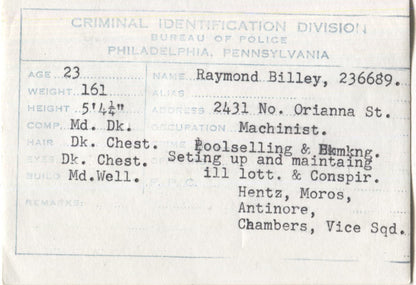 CRIMINAL IDENTIFICATION DIVISION
BUREAU OF POLICE
PHILADELPHIA, PENNSYLVANIA
AGE 23 NAME Raymond Billey, 236689.
WEIGHT 161 ALIAS
HEIGHT 5'4¼" ADDRESS 2431 No. Orianna St.
COMP. Md. Dk. OCCUPATION Machinist.
HAIR Dk. Chest. CRIME Poolselling & Bkmkng.
EYES Dk. Chest. Seting up and maintaing
BUILD Md.Well. F. P. C. ill lott. & Conspir.
Hentz, Moros,
REMARKS: Antinore,
Chambers, Vice Sqd.